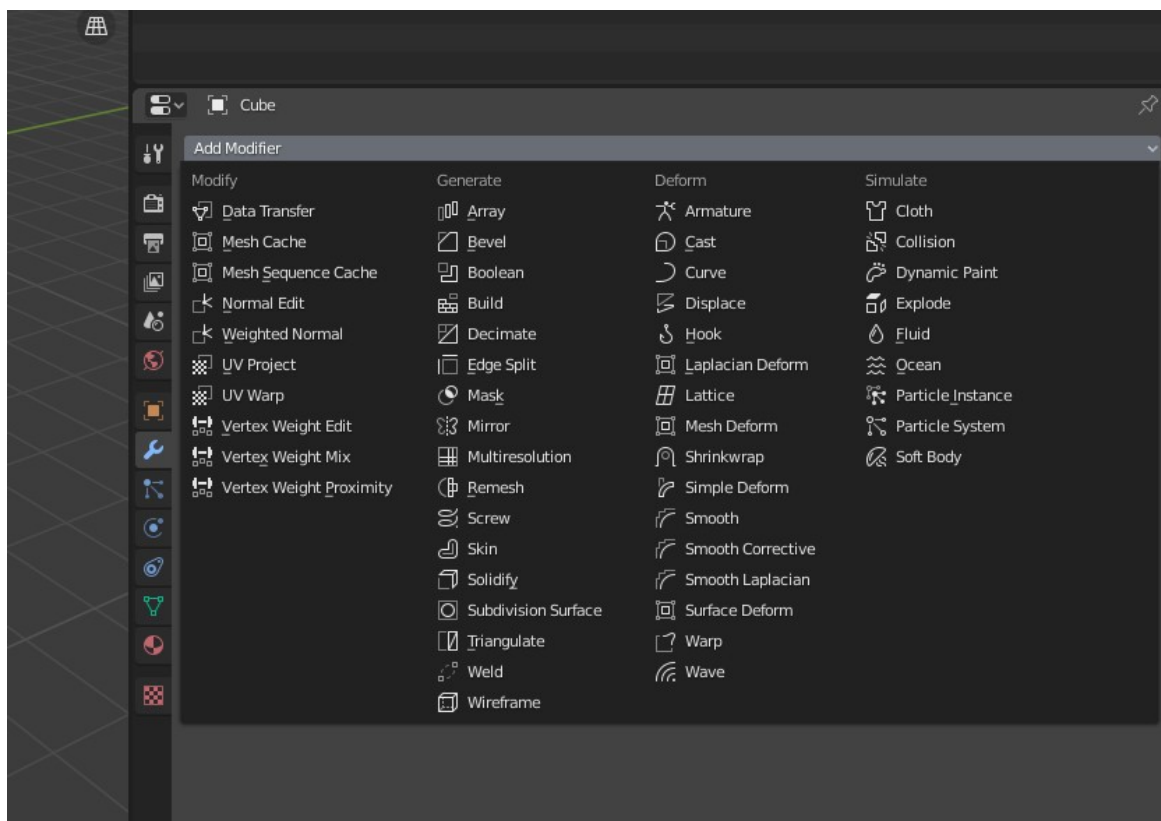 Cube
Add Modifier
Modify
Data Transfer
Mesh Cache
Mesh Sequence Cache
Normal Edit
Weighted Normal
UV Project
UV Warp
Vertex Weight Edit
Vertex Weight Mix
Vertex Weight Proximity
Generate
Array
Bevel
Boolean
Build
Decimate
Edge Split
Mask
Mirror
Multiresolution
Remesh
Screw
Skin
Solidify
Subdivision Surface
Triangulate
Weld
Wireframe
Deform
Armature
Cast
Curve
Displace
Hook
Laplacian Deform
Lattice
Mesh Deform
Shrinkwrap
Simple Deform
Smooth
Smooth Corrective
Smooth Laplacian
Surface Deform
Warp
Wave
Simulate
Cloth
Collision
Dynamic Paint
Explode
Fluid
Ocean
Particle Instance
Particle System
Soft Body